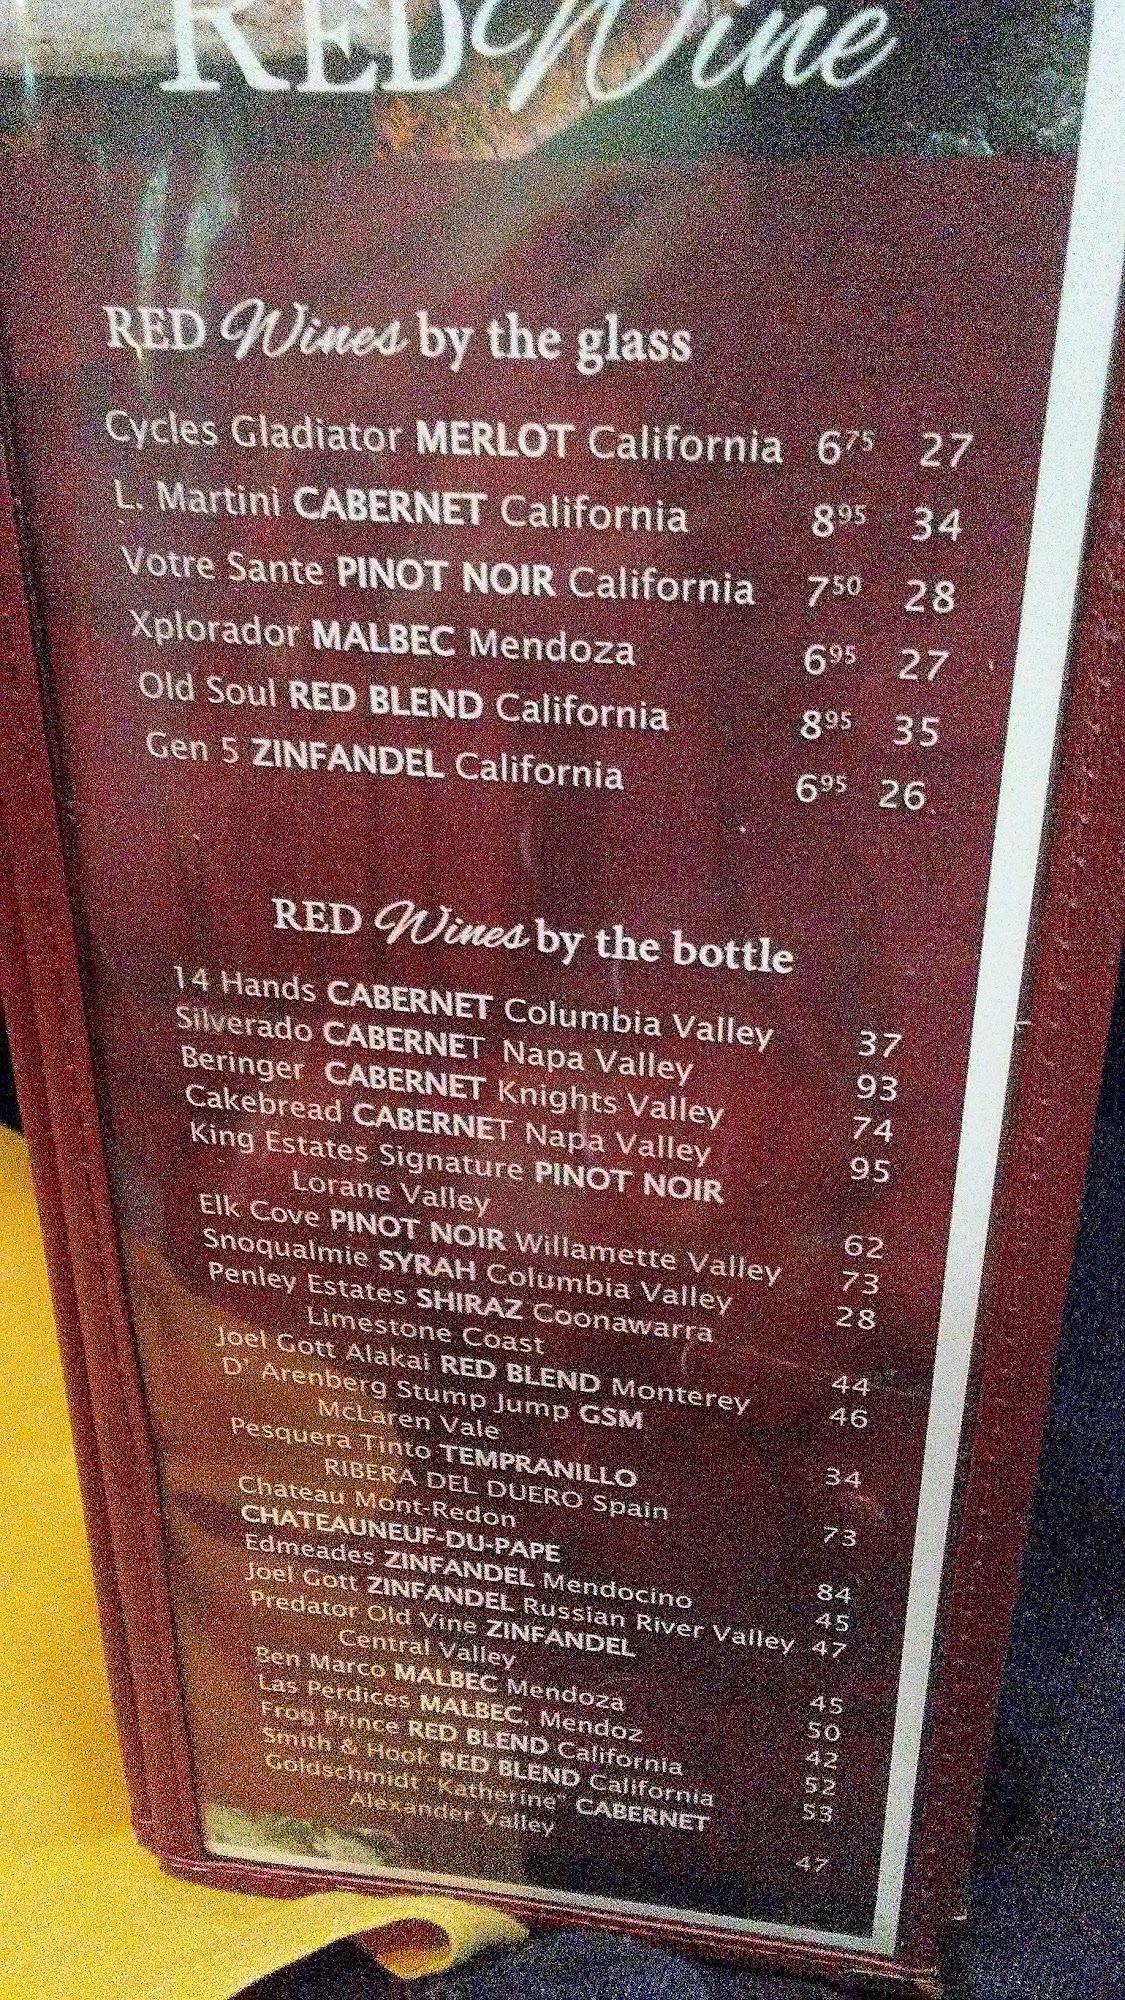 RED Wine
RED Wines by the glass
Cycles Gladiator MERLOT California 6⁷⁵ 27
L. Martini CABERNET California 8⁹⁵ 34
Votre Sante PINOT NOIR California 7⁵⁰ 28
Xplorador MALBEC Mendoza 6⁹⁵ 27
Old Soul RED BLEND California 8⁹⁵ 35
Gen 5 ZINFANDEL California 6⁹⁵ 26
RED Wines by the bottle
14 Hands CABERNET Columbia Valley 37
Silverado CABERNET Napa Valley 93
Beringer CABERNET Knights Valley 74
Cakebread CABERNET Napa Valley 95
King Estates Signature PINOT NOIR
Lorane Valley 62
Elk Cove PINOT NOIR Willamette Valley 73
Snoqualmie SYRAH Columbia Valley 28
Penley Estates SHIRAZ Coonawarra
Limestone Coast 44
Joel Gott Alakai RED BLEND Monterey 46
D' Arenberg Stump Jump GSM
McLaren Vale 34
Pesquera Tinto TEMPRANILLO
RIBERA DEL DUERO Spain 73
Chateau Mont-Redon
CHATEAUNEUF-DU-PAPE 84
Edmeades ZINFANDEL Mendocino 45
Joel Gott ZINFANDEL Russian River Valley 47
Predator Old Vine ZINFANDEL
Central Valley 45
Ben Marco MALBEC Mendoza 50
Las Perdices MALBEC, Mendoz 42
Frog Prince RED BLEND California 52
Smith & Hook RED BLEND California 53
Goldschmidt "Katherine" CABERNET
Alexander Valley 47